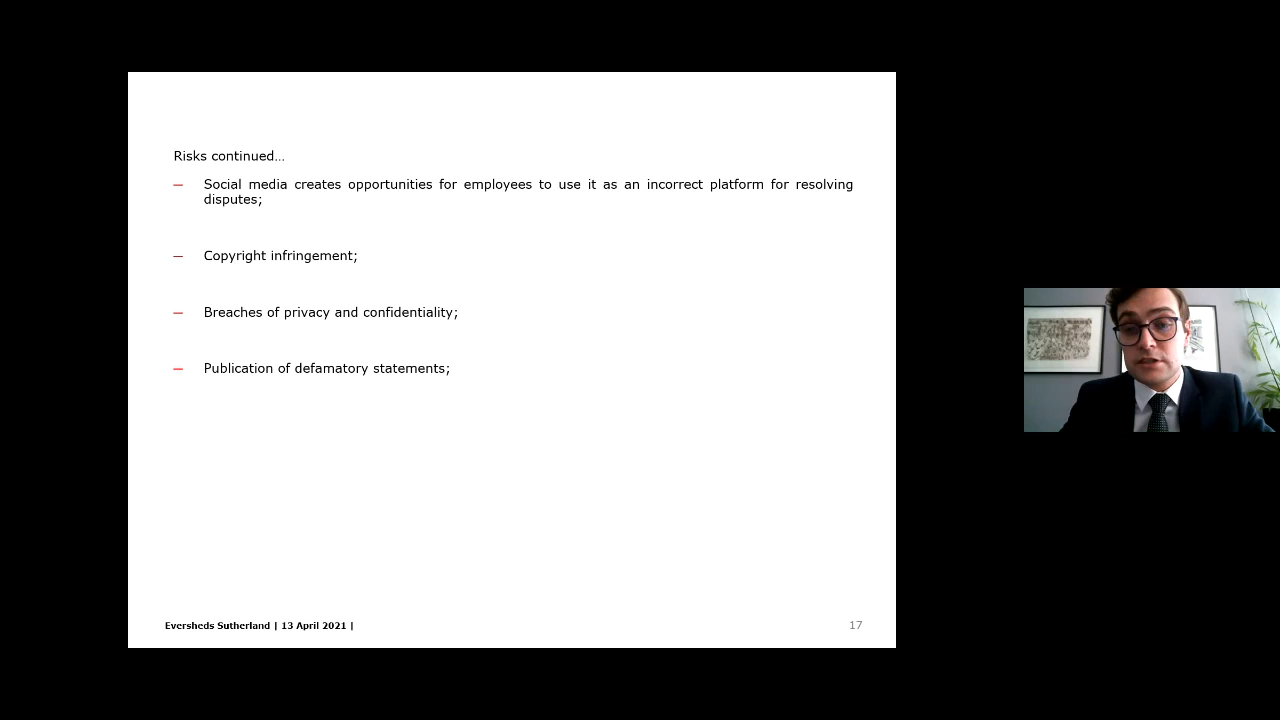 Risks continued…
— Social media creates opportunities for employees to use it as an incorrect platform for resolving
disputes;
— Copyright infringement;
— Breaches of privacy and confidentiality;
— Publication of defamatory statements;
Eversheds Sutherland | 13 April 2021 |
17